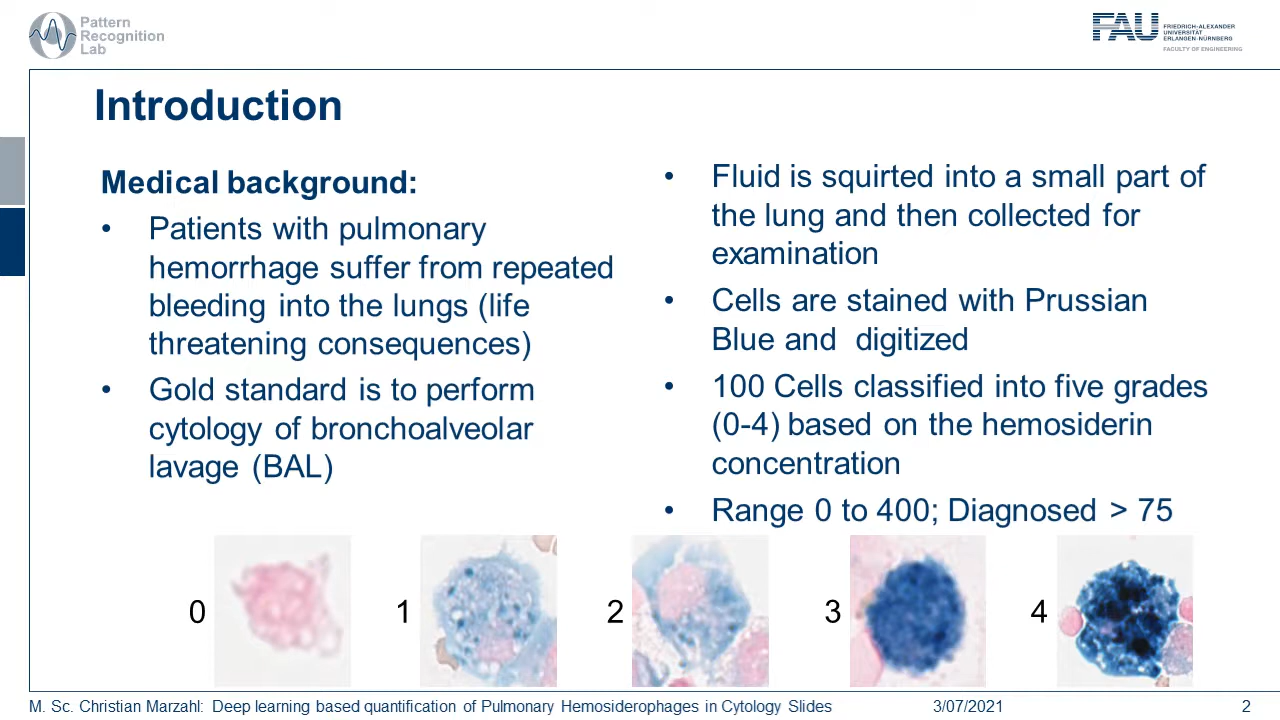 Pattern
Recognition
Lab
FAU
FRIEDRICH-ALEXANDER
UNIVERSITÄT
ERLANGEN-NÜRNBERG
FACULTY OF ENGINEERING
Introduction
Medical background:
• Patients with pulmonary
hemorrhage suffer from repeated
bleeding into the lungs (life
threatening consequences)
• Gold standard is to perform
cytology of bronchoalveolar
lavage (BAL)
• Fluid is squirted into a small part of
the lung and then collected for
examination
• Cells are stained with Prussian
Blue and  digitized
• 100 Cells classified into five grades
(0-4) based on the hemosiderin
concentration
• Range 0 to 400; Diagnosed > 75
0 1 2 3 4
M. Sc. Christian Marzahl: Deep learning based quantification of Pulmonary Hemosiderophages in Cytology Slides 3/07/2021 2